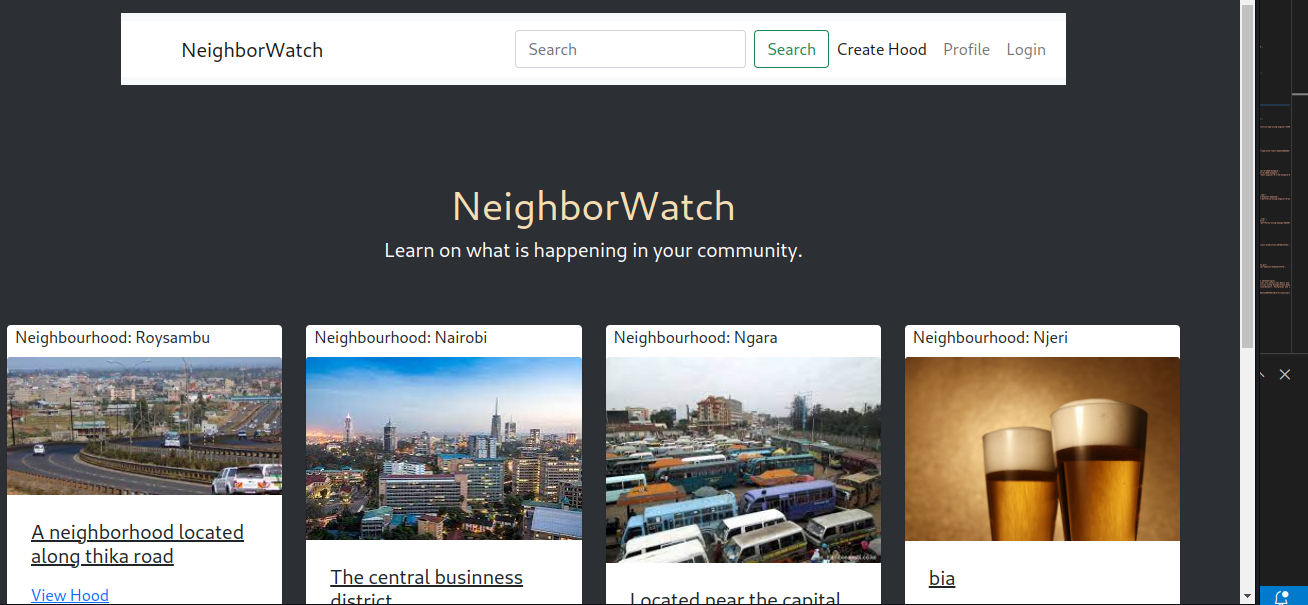 NeighborWatch
Search
Search
Create Hood
Profile
Login
NeighborWatch
Learn on what is happening in your community.
Neighbourhood: Roysambu
A neighborhood located
along thika road
View Hood
Neighbourhood: Nairobi
The central businness
district
Neighbourhood: Ngara
Located near the capital
Neighbourhood: Njeri
bia